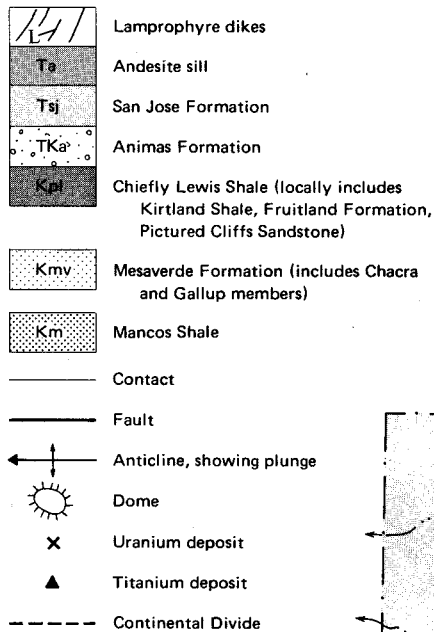 L Lamprophyre dikes
Ta Andesite sill
Tsj San Jose Formation
TKa Animas Formation
Kpl Chiefly Lewis Shale (locally includes
Kirtland Shale, Fruitland Formation,
Pictured Cliffs Sandstone)
Kmv Mesaverde Formation (includes Chacra
and Gallup members)
Km Mancos Shale
Contact
Fault
Anticline, showing plunge
Dome
Uranium deposit
Titanium deposit
Continental Divide